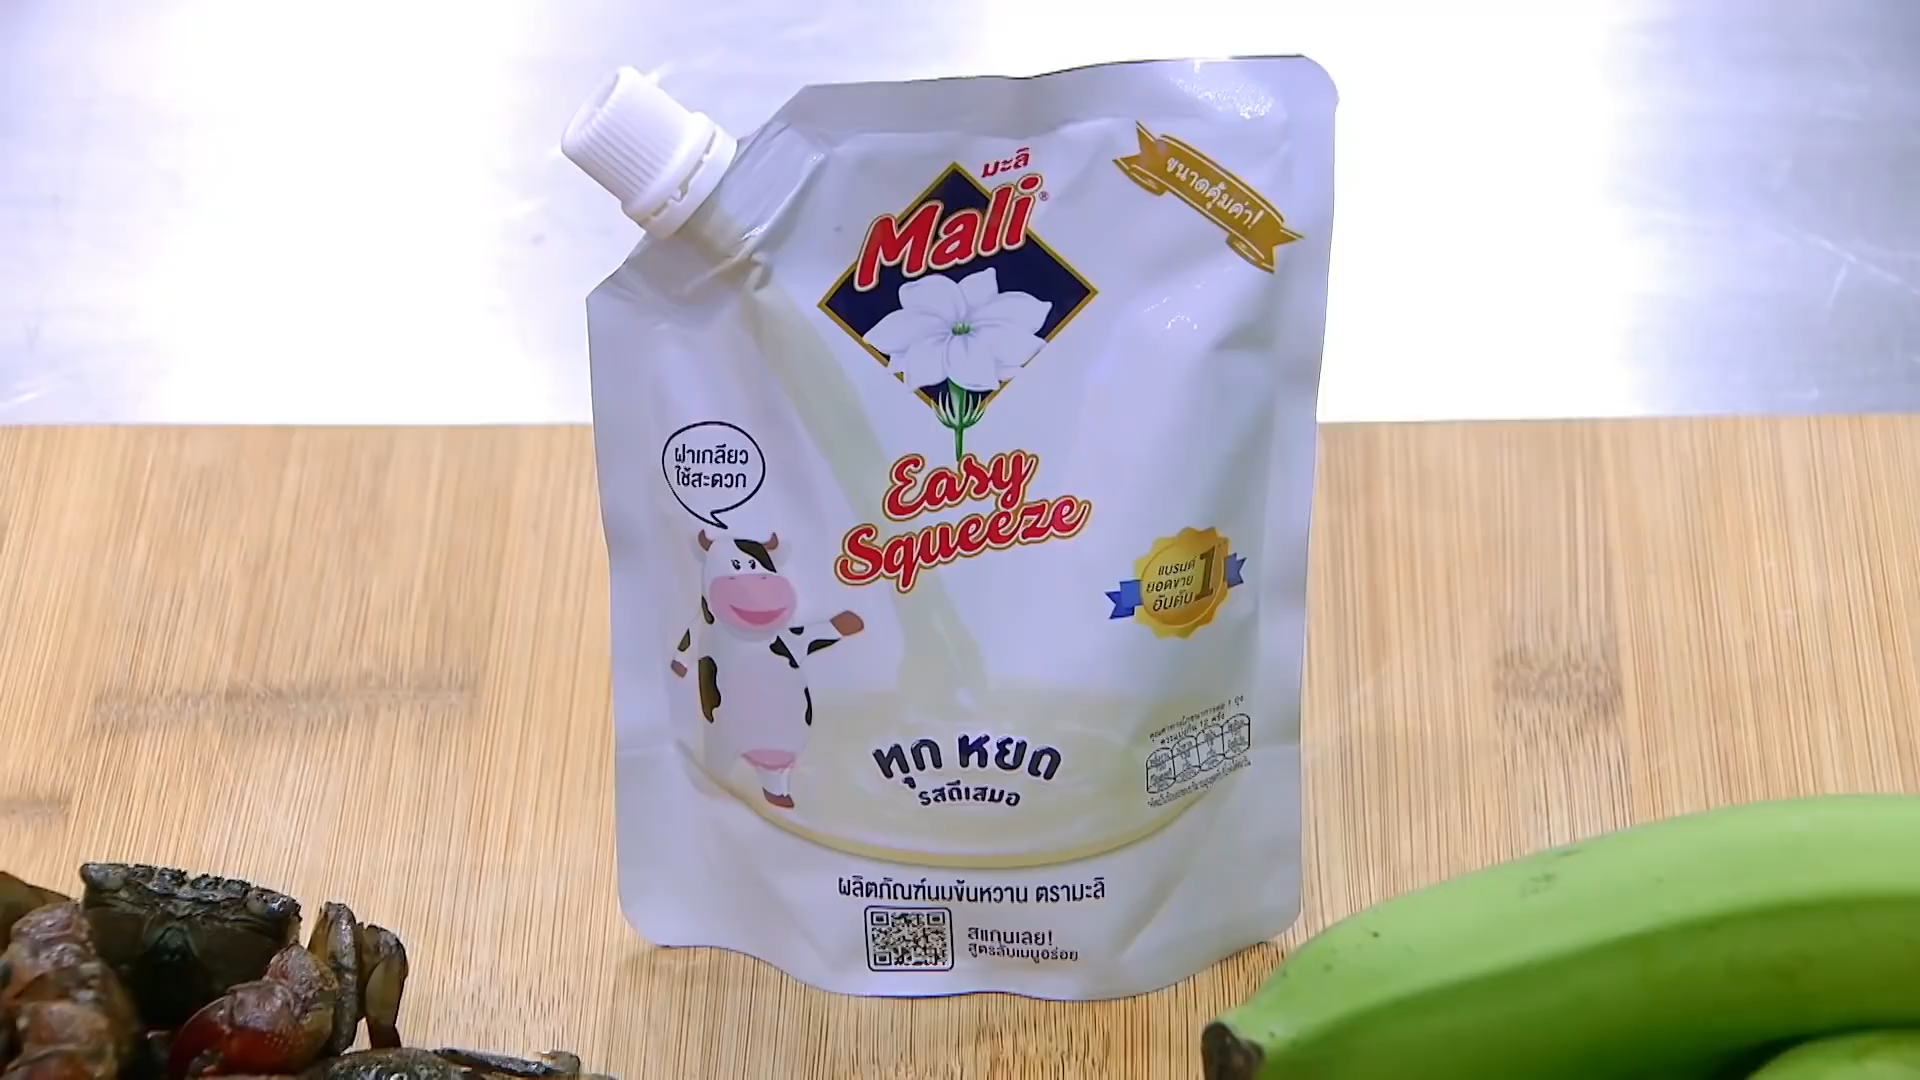 มะลิ
Mali®
ขนาดคุ้มค่า!
Easy
Squeeze
ฝาเกลียว
ใช้สะดวก
แบรนด์
ยอดขาย
อันดับ 1
ทุก หยด
รสดีเสมอ
ผลิตภัณฑ์นมข้นหวาน ตรามะลิ
สแกนเลย!
สูตรลับเมนูอร่อย